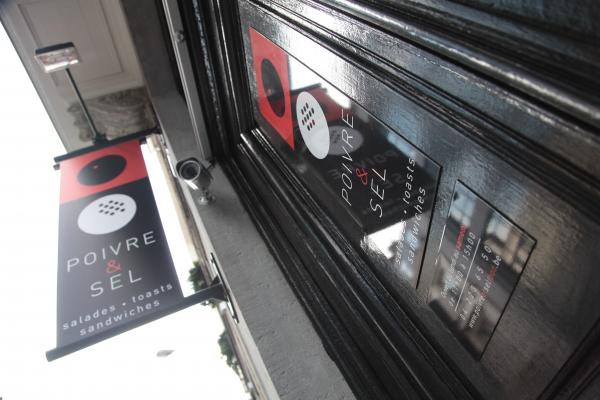 POIVRE
&
SEL
salades • toasts
sandwiches
POIVRE
&
SEL
salades • toasts
sandwiches